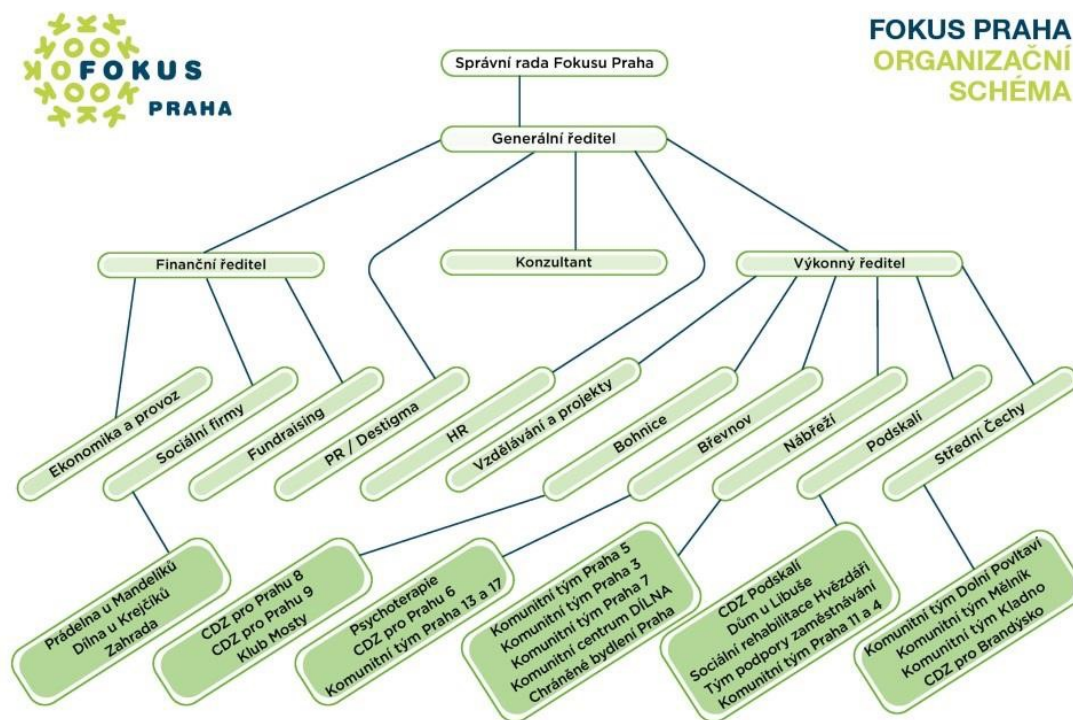 FOKUS
PRAHA
FOKUS PRAHA
ORGANIZAČNÍ
SCHÉMA
Správní rada Fokusu Praha
Generální ředitel
Finanční ředitel
Konzultant
Výkonný ředitel
Ekonomika a provoz
Sociální firmy
Fundraising
PR / Destigma
HR
Vzdělávání a projekty
Bohnice
Břevnov
Nábřeží
Podskalí
Střední Čechy
Prádelna u Mandelíků
Dílna u Krejčíků
Zahrada
CDZ pro Prahu 8
CDZ pro Prahu 9
Klub Mosty
Psychoterapie
CDZ pro Prahu 6
Komunitní tým Praha 13 a 17
Komunitní tým Praha 5
Komunitní tým Praha 3
Komunitní tým Praha 7
Komunitní centrum DÍLNA
Chráněné bydlení Praha
CDZ Podskalí
Dům u Libuše
Sociální rehabilitace Hvězdáři
Tým podpory zaměstnávání
Komunitní tým Praha 11 a 4
Komunitní tým Dolní Povltaví
Komunitní tým Mělník
Komunitní tým Kladno
CDZ pro Brandýsko